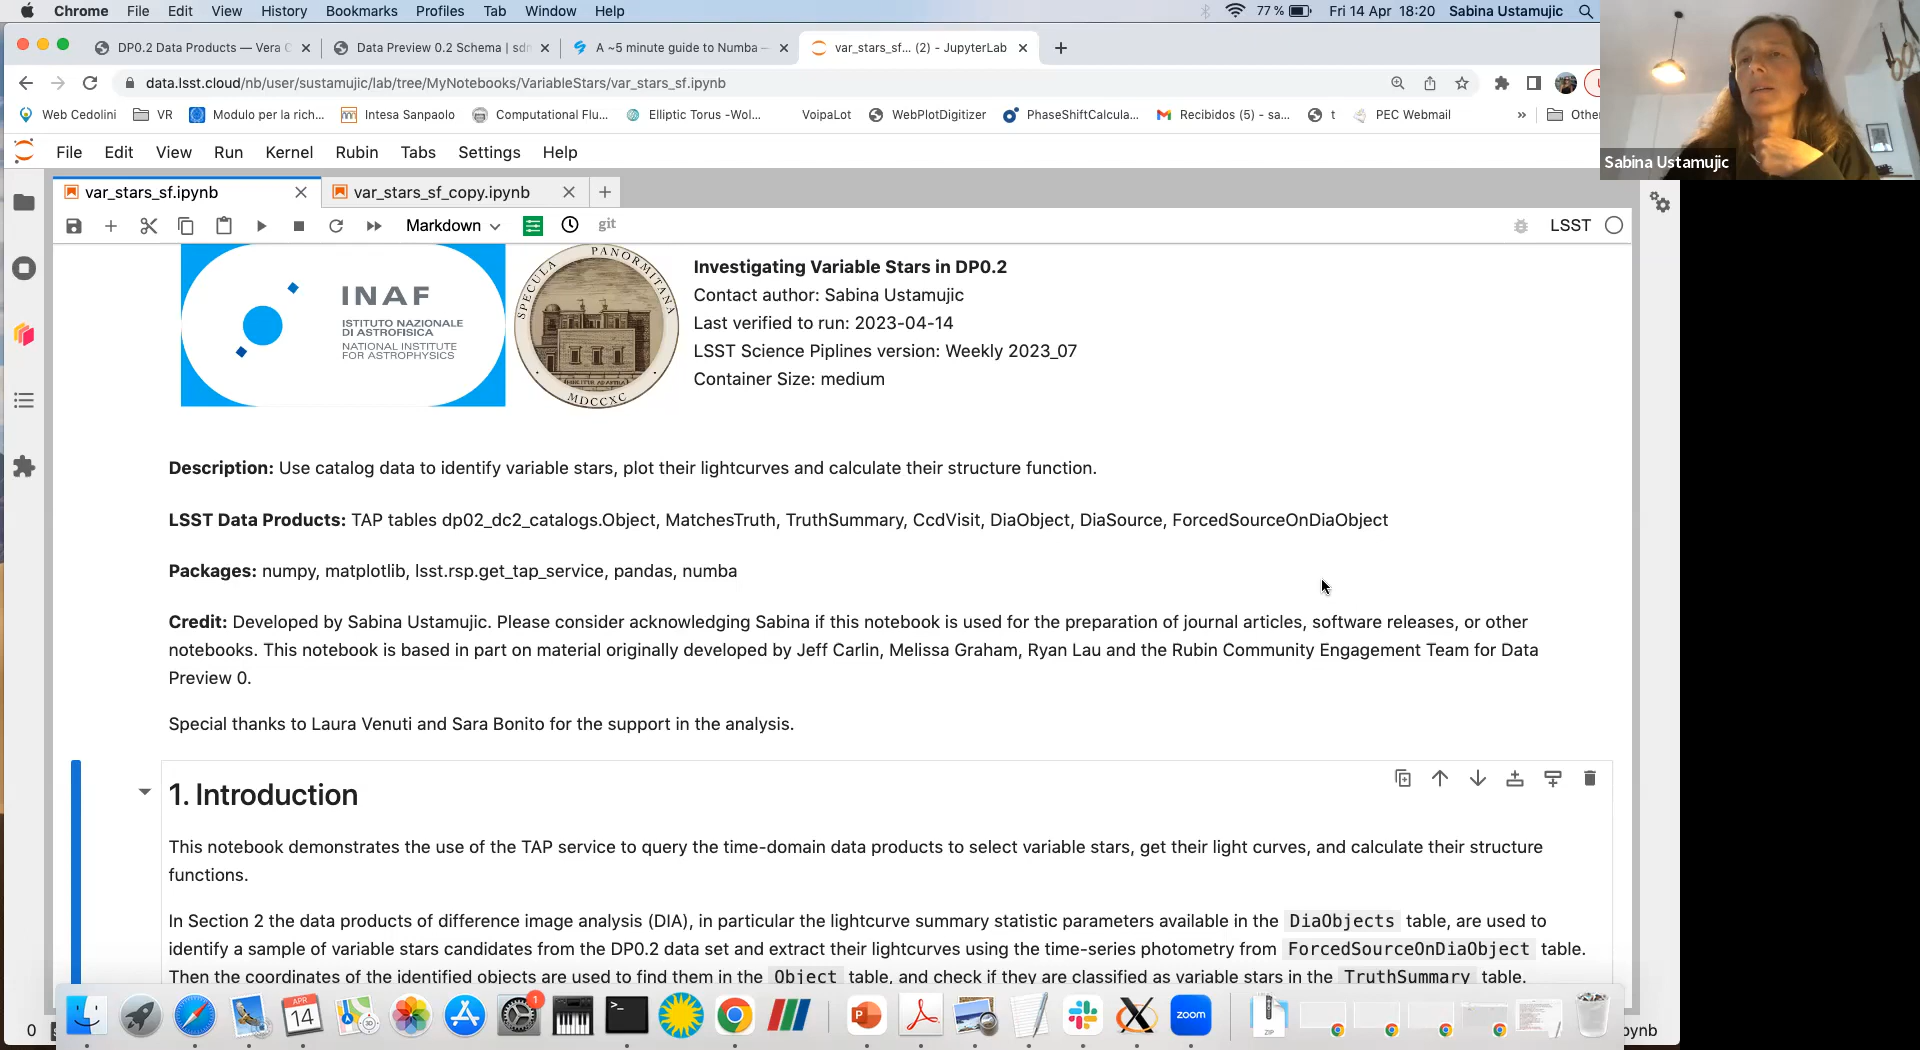 Chrome File Edit View History Bookmarks Profiles Tab Window Help 77% Fri 14 Apr 18:20 Sabina Ustamujic
DP0.2 Data Products — Vera C Data Preview 0.2 Schema | sdm A ~5 minute guide to Numba — var_stars_sf... (2) - JupyterLab
data.lsst.cloud/nb/user/sustamujic/lab/tree/MyNotebooks/VariableStars/var_stars_sf.ipynb
Web Cedolini VR Modulo per la rich... Intesa Sanpaolo Computational Flu... Elliptic Torus -Wol... VoipaLot WebPlotDigitizer PhaseShiftCalcula... Recibidos (5) - sa... t PEC Webmail » Other
File Edit View Run Kernel Rubin Tabs Settings Help
Sabina Ustamujic
var_stars_sf.ipynb var_stars_sf_copy.ipynb
Markdown git LSST
INAF
ISTITUTO NAZIONALE
DI ASTROFISICA
NATIONAL INSTITUTE
FOR ASTROPHYSICS
SPECULA PANORMITANA
MDCCXC
Investigating Variable Stars in DP0.2
Contact author: Sabina Ustamujic
Last verified to run: 2023-04-14
LSST Science Piplines version: Weekly 2023_07
Container Size: medium
Description: Use catalog data to identify variable stars, plot their lightcurves and calculate their structure function.
LSST Data Products: TAP tables dp02_dc2_catalogs.Object, MatchesTruth, TruthSummary, CcdVisit, DiaObject, DiaSource, ForcedSourceOnDiaObject
Packages: numpy, matplotlib, lsst.rsp.get_tap_service, pandas, numba
Credit: Developed by Sabina Ustamujic. Please consider acknowledging Sabina if this notebook is used for the preparation of journal articles, software releases, or other
notebooks. This notebook is based in part on material originally developed by Jeff Carlin, Melissa Graham, Ryan Lau and the Rubin Community Engagement Team for Data
Preview 0.
Special thanks to Laura Venuti and Sara Bonito for the support in the analysis.
1. Introduction
This notebook demonstrates the use of the TAP service to query the time-domain data products to select variable stars, get their light curves, and calculate their structure
functions.
In Section 2 the data products of difference image analysis (DIA), in particular the lightcurve summary statistic parameters available in the DiaObjects table, are used to
identify a sample of variable stars candidates from the DP0.2 data set and extract their lightcurves using the time-series photometry from ForcedSourceOnDiaObject table.
Then the coordinates of the identified objects are used to find them in the Object table, and check if they are classified as variable stars in the TruthSummary table.
APR
14
1
zoom
ZIP
0
ynb